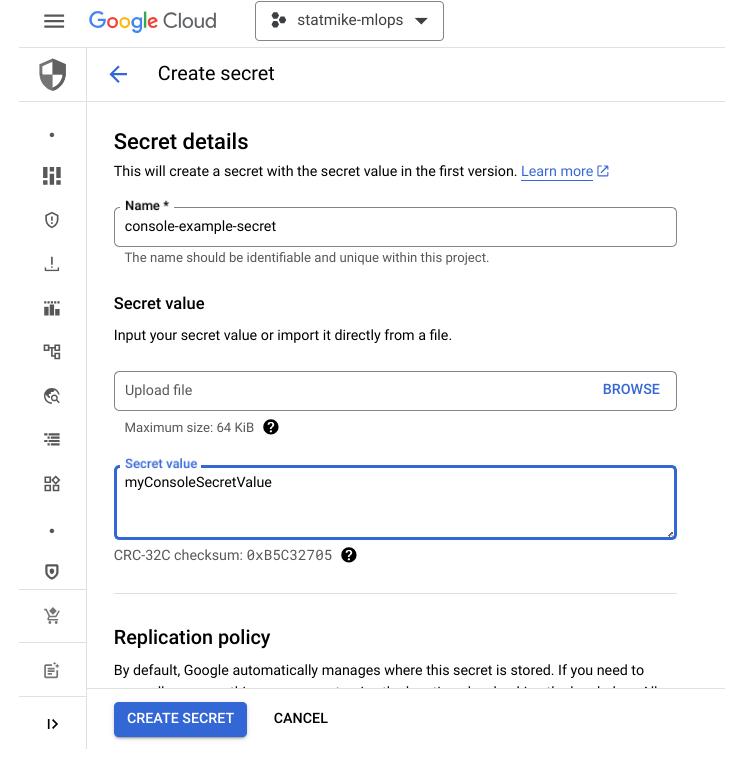 Google Cloud
statmike-mlops
Create secret
Secret details
This will create a secret with the secret value in the first version. Learn more
Name *
console-example-secret
The name should be identifiable and unique within this project.
Secret value
Input your secret value or import it directly from a file.
Upload file
BROWSE
Maximum size: 64 KiB
Secret value
myConsoleSecretValue
CRC-32C checksum: 0xB5C32705
Replication policy
By default, Google automatically manages where this secret is stored. If you need to
CREATE SECRET
CANCEL